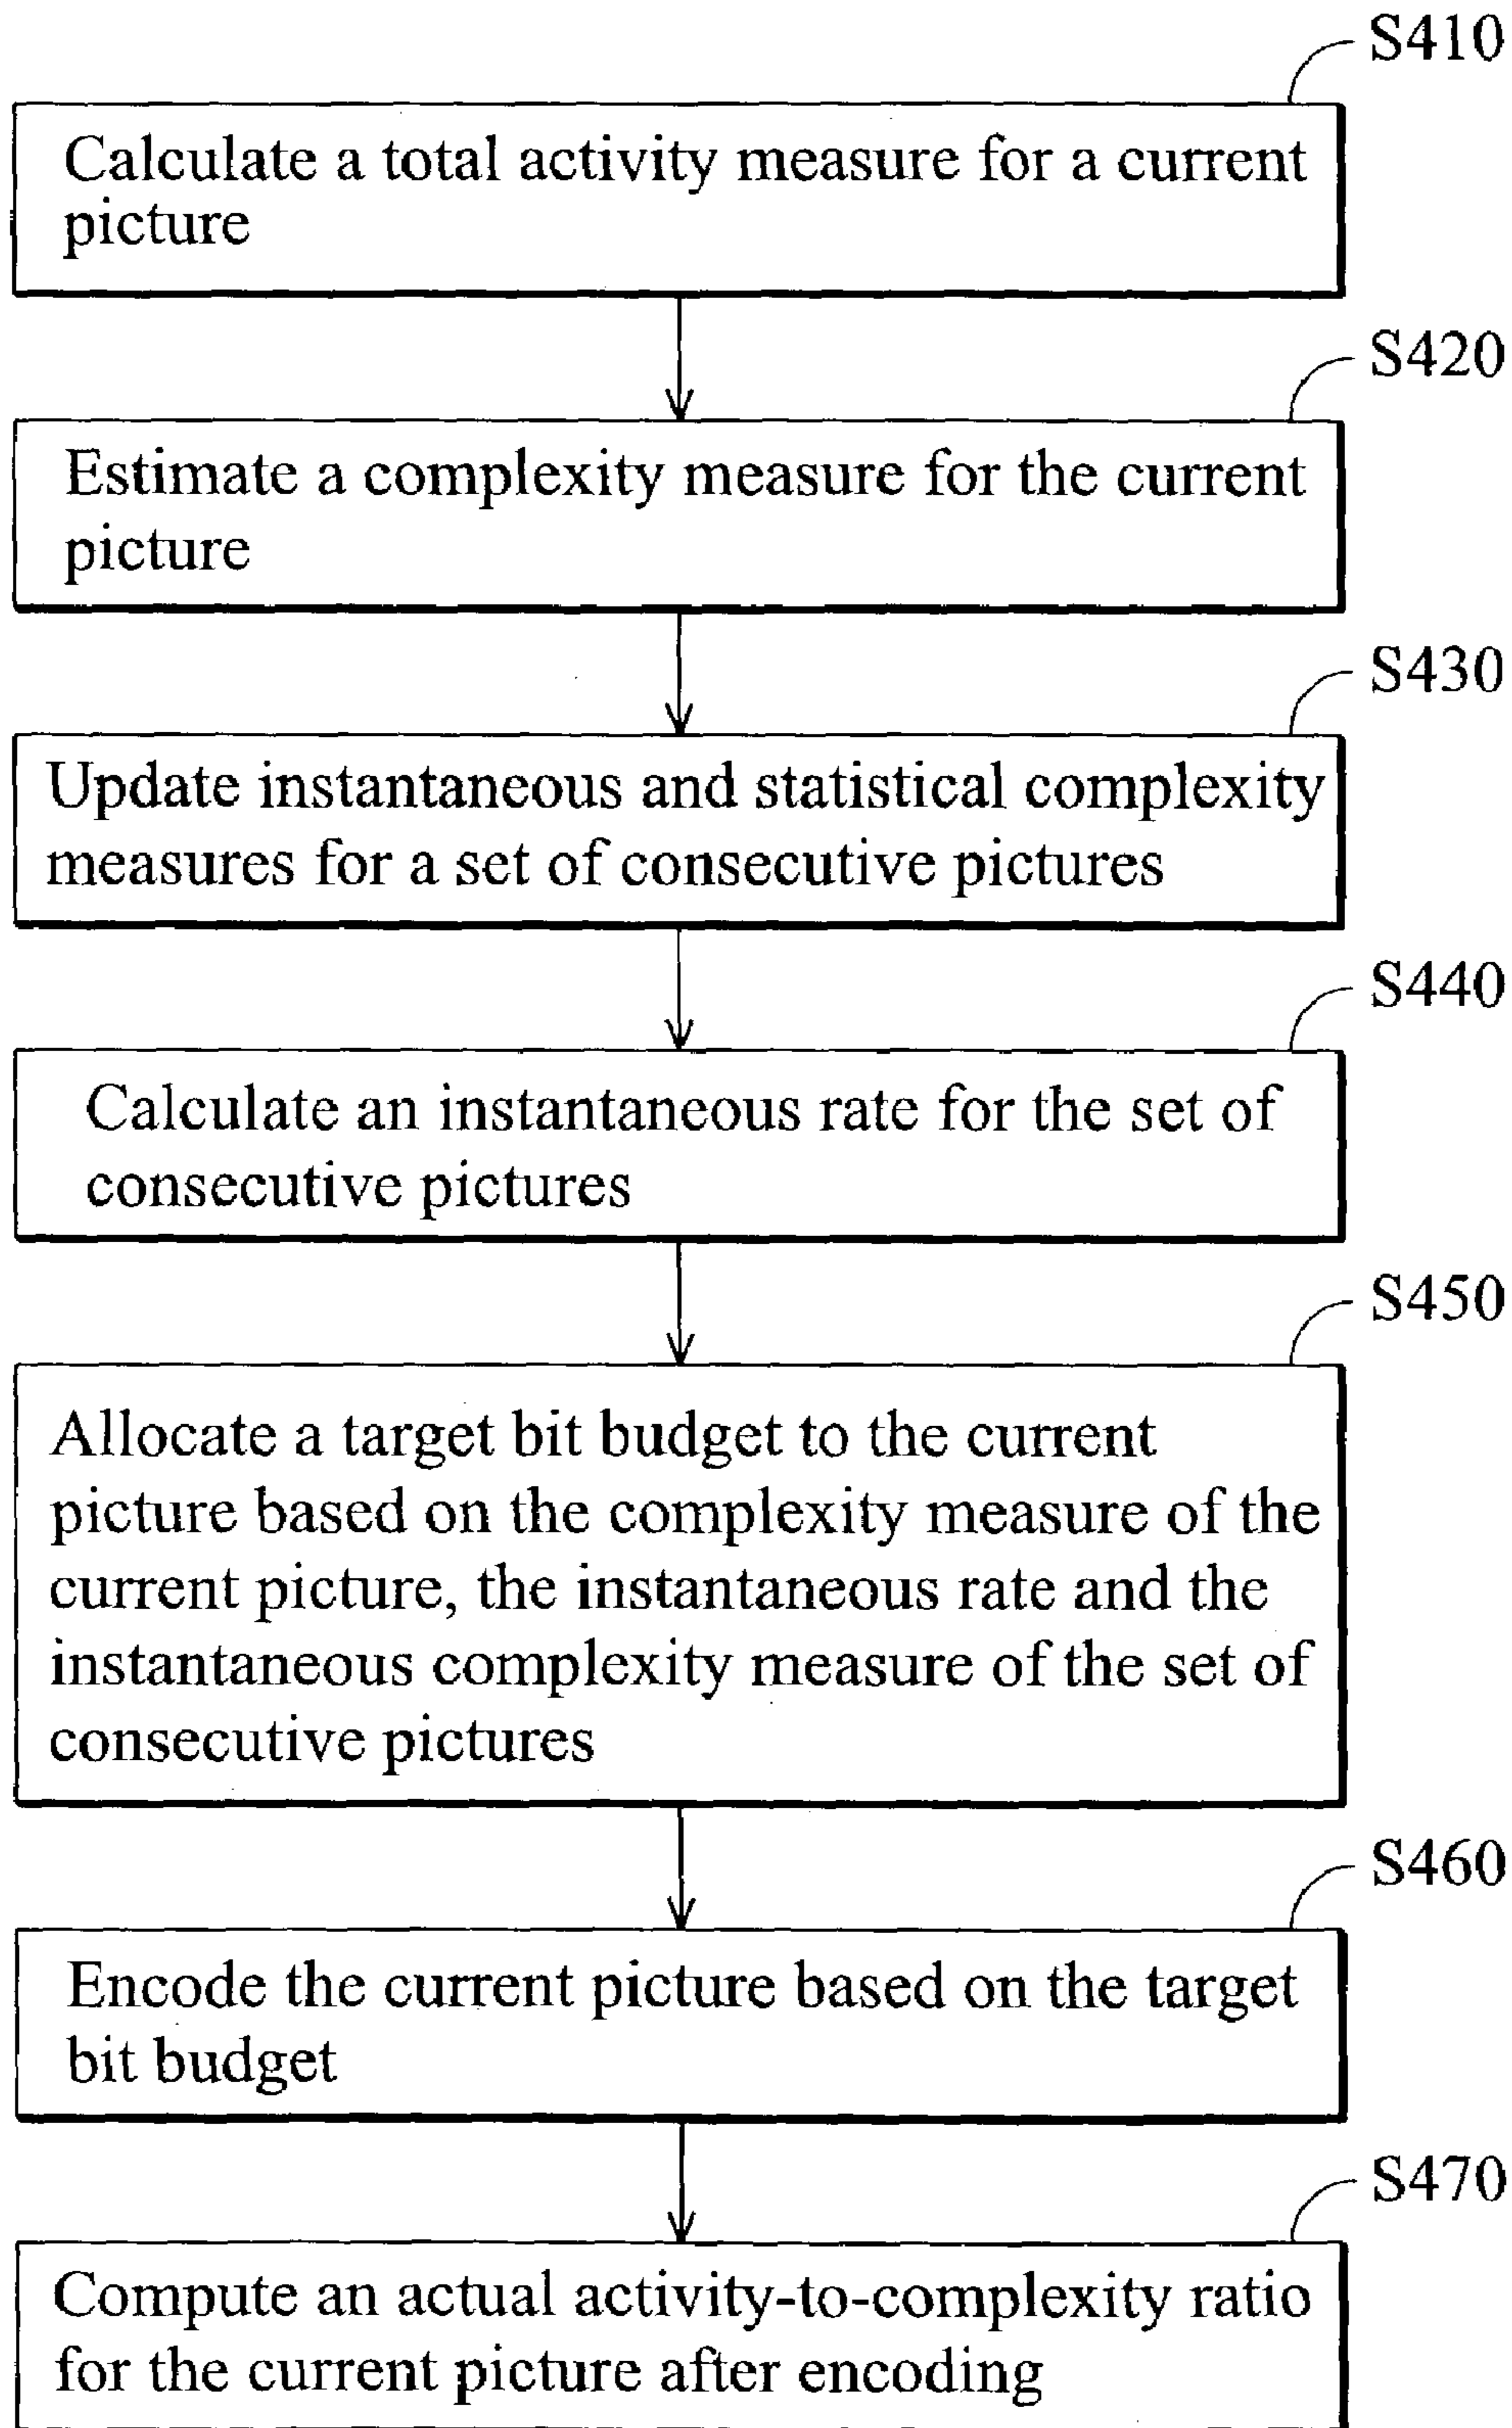 S410
Calculate a total activity measure for a current
picture
S420
Estimate a complexity measure for the current
picture
S430
Update instantaneous and statistical complexity
measures for a set of consecutive pictures
S440
Calculate an instantaneous rate for the set of
consecutive pictures
S450
Allocate a target bit budget to the current
picture based on the complexity measure of the
current picture, the instantaneous rate and the
instantaneous complexity measure of the set of
consecutive pictures
S460
Encode the current picture based on the target
bit budget
S470
Compute an actual activity-to-complexity ratio
for the current picture after encoding